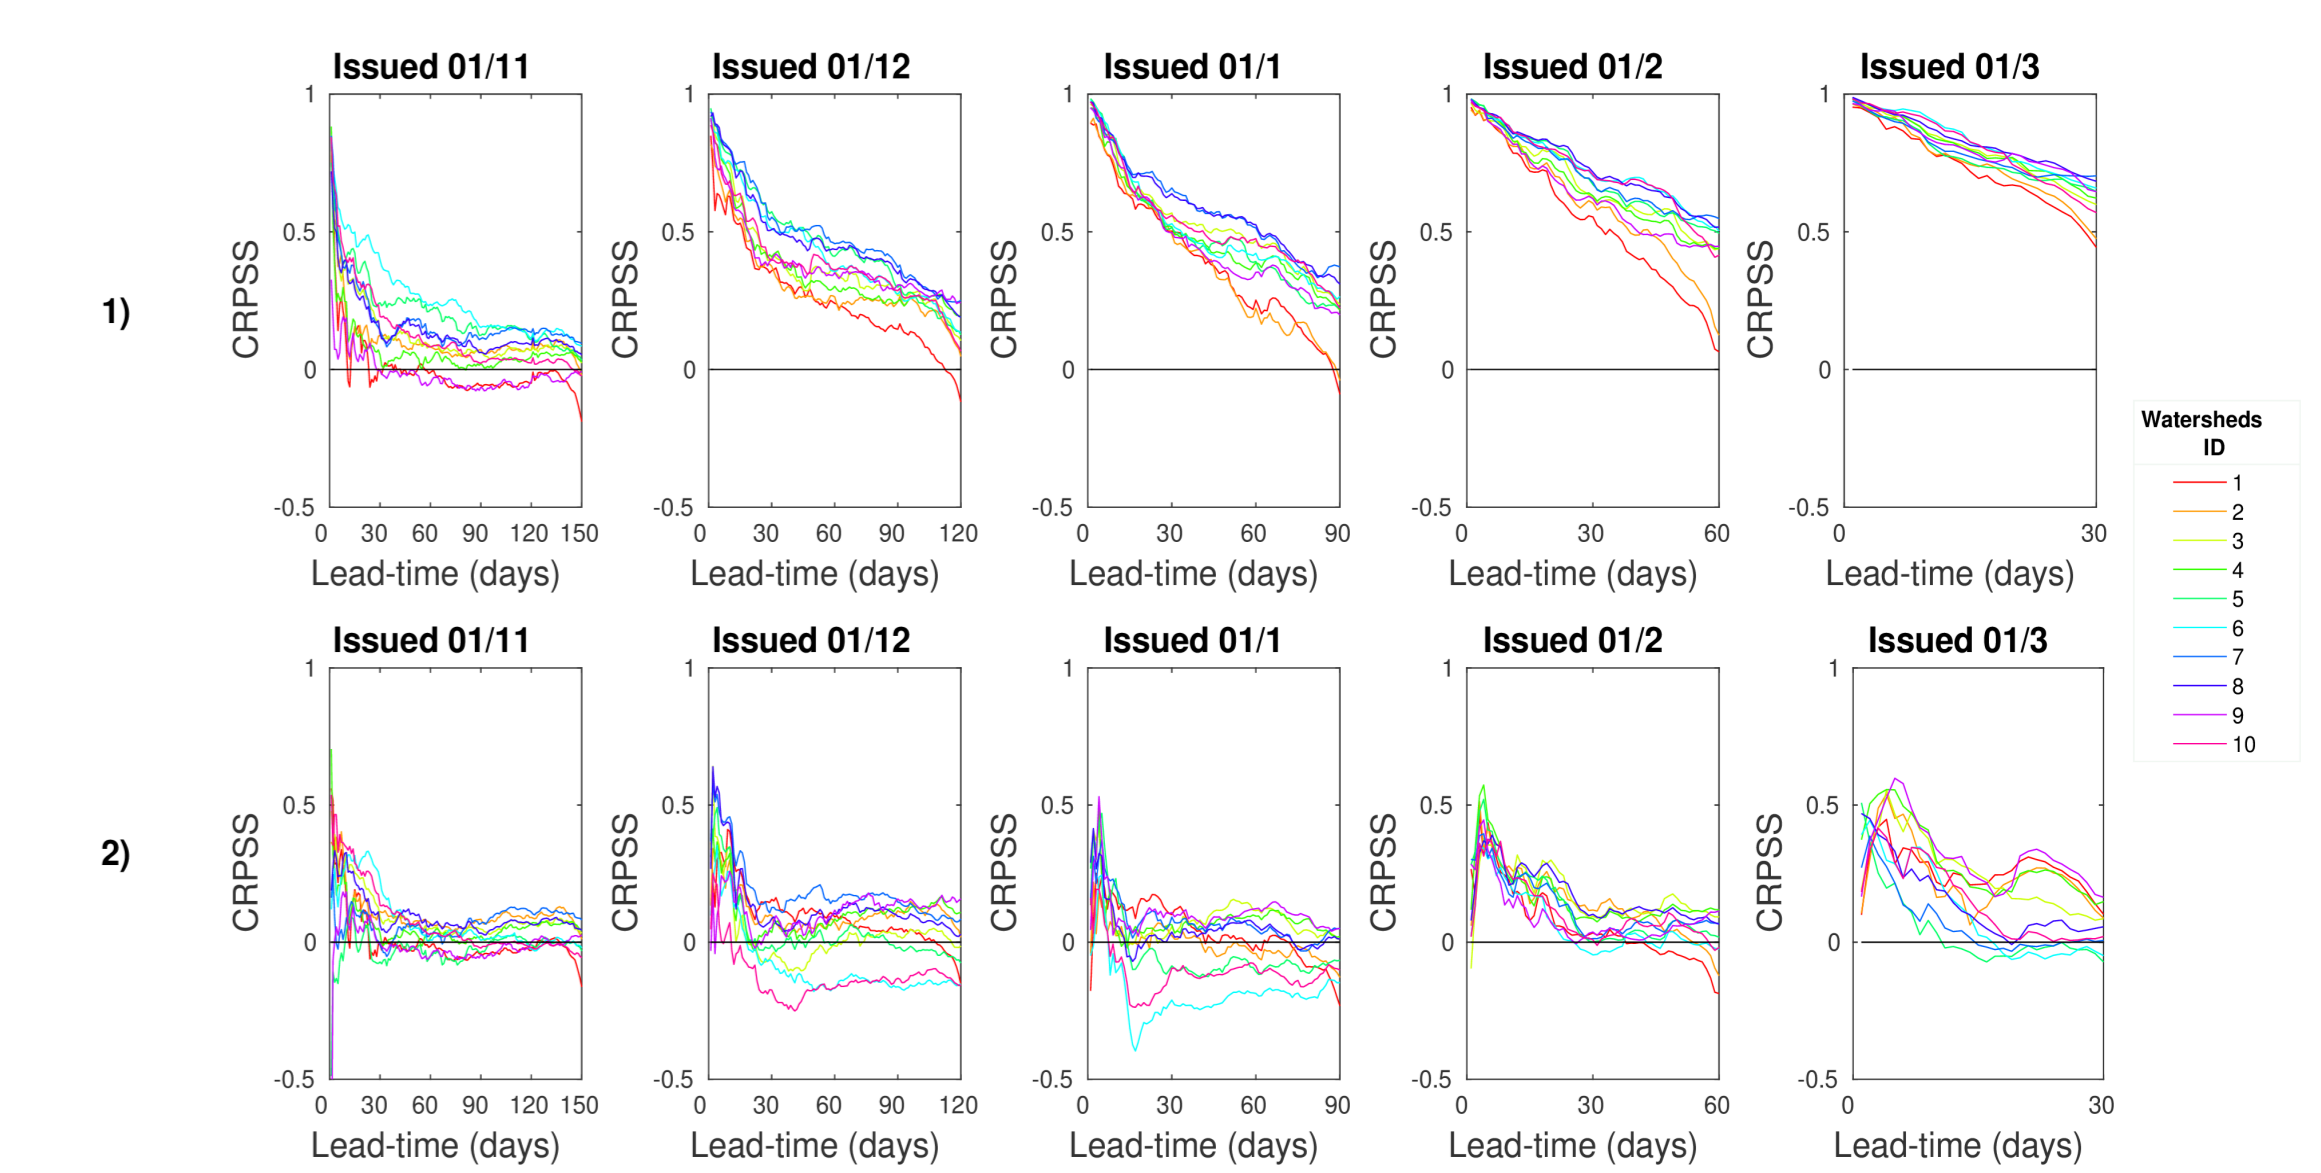 Issued 01/11 Issued 01/12 Issued 01/1 Issued 01/2 Issued 01/3
1)
CRPSS CRPSS CRPSS CRPSS CRPSS
1 1 1 1 1
0.5 0.5 0.5 0.5 0.5
0 0 0 0 0
-0.5 -0.5 -0.5 -0.5 -0.5
0 30 60 90 120 150 0 30 60 90 120 0 30 60 90 0 30 60 0 30
Lead-time (days) Lead-time (days) Lead-time (days) Lead-time (days) Lead-time (days)
Issued 01/11 Issued 01/12 Issued 01/1 Issued 01/2 Issued 01/3
2)
CRPSS CRPSS CRPSS CRPSS CRPSS
1 1 1 1 1
0.5 0.5 0.5 0.5 0.5
0 0 0 0 0
-0.5 -0.5 -0.5 -0.5 -0.5
0 30 60 90 120 150 0 30 60 90 120 0 30 60 90 0 30 60 0 30
Lead-time (days) Lead-time (days) Lead-time (days) Lead-time (days) Lead-time (days)
Watersheds
ID
1
2
3
4
5
6
7
8
9
10